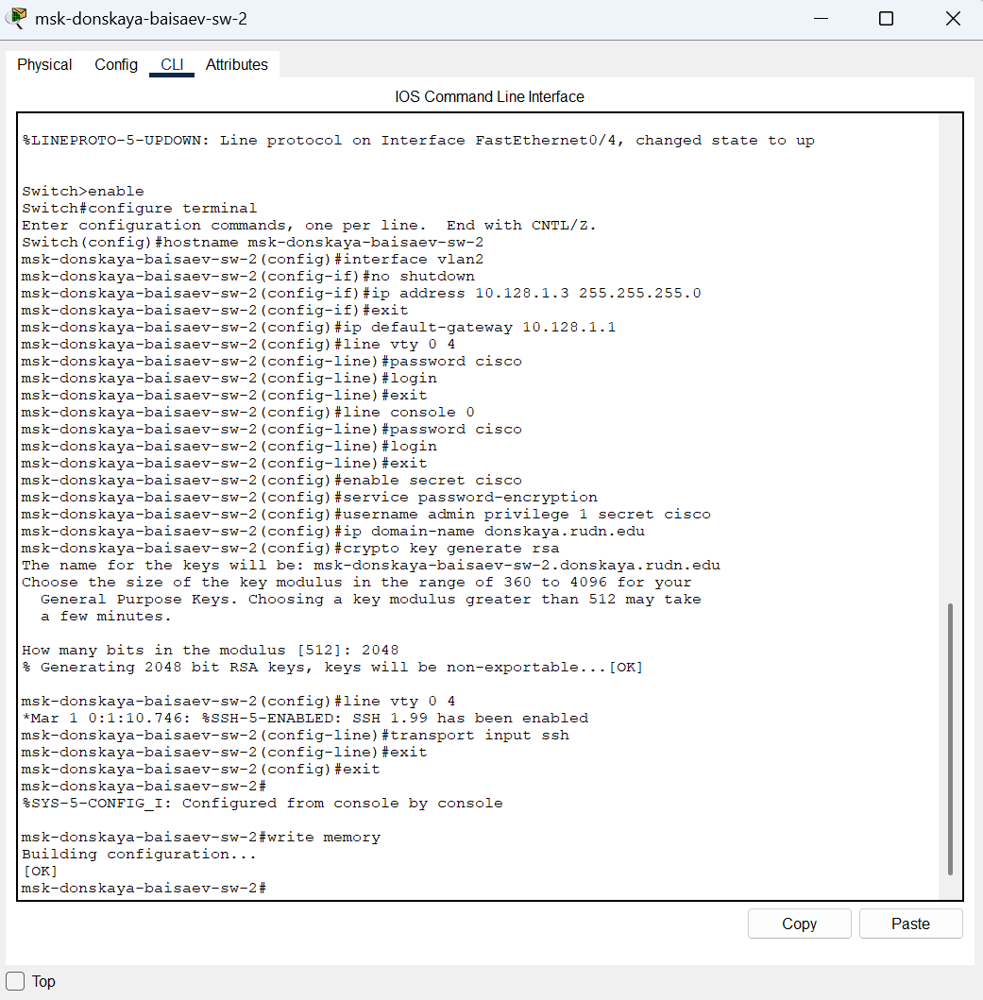 msk-donskaya-baisaev-sw-2
Physical Config CLI Attributes
IOS Command Line Interface
%LINEPROTO-5-UPDOWN: Line protocol on Interface FastEthernet0/4, changed state to up
Switch>enable
Switch#configure terminal
Enter configuration commands, one per line.  End with CNTL/Z.
Switch(config)#hostname msk-donskaya-baisaev-sw-2
msk-donskaya-baisaev-sw-2(config)#interface vlan2
msk-donskaya-baisaev-sw-2(config-if)#no shutdown
msk-donskaya-baisaev-sw-2(config-if)#ip address 10.128.1.3 255.255.255.0
msk-donskaya-baisaev-sw-2(config-if)#exit
msk-donskaya-baisaev-sw-2(config)#ip default-gateway 10.128.1.1
msk-donskaya-baisaev-sw-2(config)#line vty 0 4
msk-donskaya-baisaev-sw-2(config-line)#password cisco
msk-donskaya-baisaev-sw-2(config-line)#login
msk-donskaya-baisaev-sw-2(config-line)#exit
msk-donskaya-baisaev-sw-2(config)#line console 0
msk-donskaya-baisaev-sw-2(config-line)#password cisco
msk-donskaya-baisaev-sw-2(config-line)#login
msk-donskaya-baisaev-sw-2(config-line)#exit
msk-donskaya-baisaev-sw-2(config)#enable secret cisco
msk-donskaya-baisaev-sw-2(config)#service password-encryption
msk-donskaya-baisaev-sw-2(config)#username admin privilege 1 secret cisco
msk-donskaya-baisaev-sw-2(config)#ip domain-name donskaya.rudn.edu
msk-donskaya-baisaev-sw-2(config)#crypto key generate rsa
The name for the keys will be: msk-donskaya-baisaev-sw-2.donskaya.rudn.edu
Choose the size of the key modulus in the range of 360 to 4096 for your
General Purpose Keys. Choosing a key modulus greater than 512 may take
a few minutes.
How many bits in the modulus [512]: 2048
% Generating 2048 bit RSA keys, keys will be non-exportable...[OK]
msk-donskaya-baisaev-sw-2(config)#line vty 0 4
*Mar 1 0:1:10.746: %SSH-5-ENABLED: SSH 1.99 has been enabled
msk-donskaya-baisaev-sw-2(config-line)#transport input ssh
msk-donskaya-baisaev-sw-2(config-line)#exit
msk-donskaya-baisaev-sw-2(config)#exit
msk-donskaya-baisaev-sw-2#
%SYS-5-CONFIG_I: Configured from console by console
msk-donskaya-baisaev-sw-2#write memory
Building configuration...
[OK]
msk-donskaya-baisaev-sw-2#
Copy Paste
Top